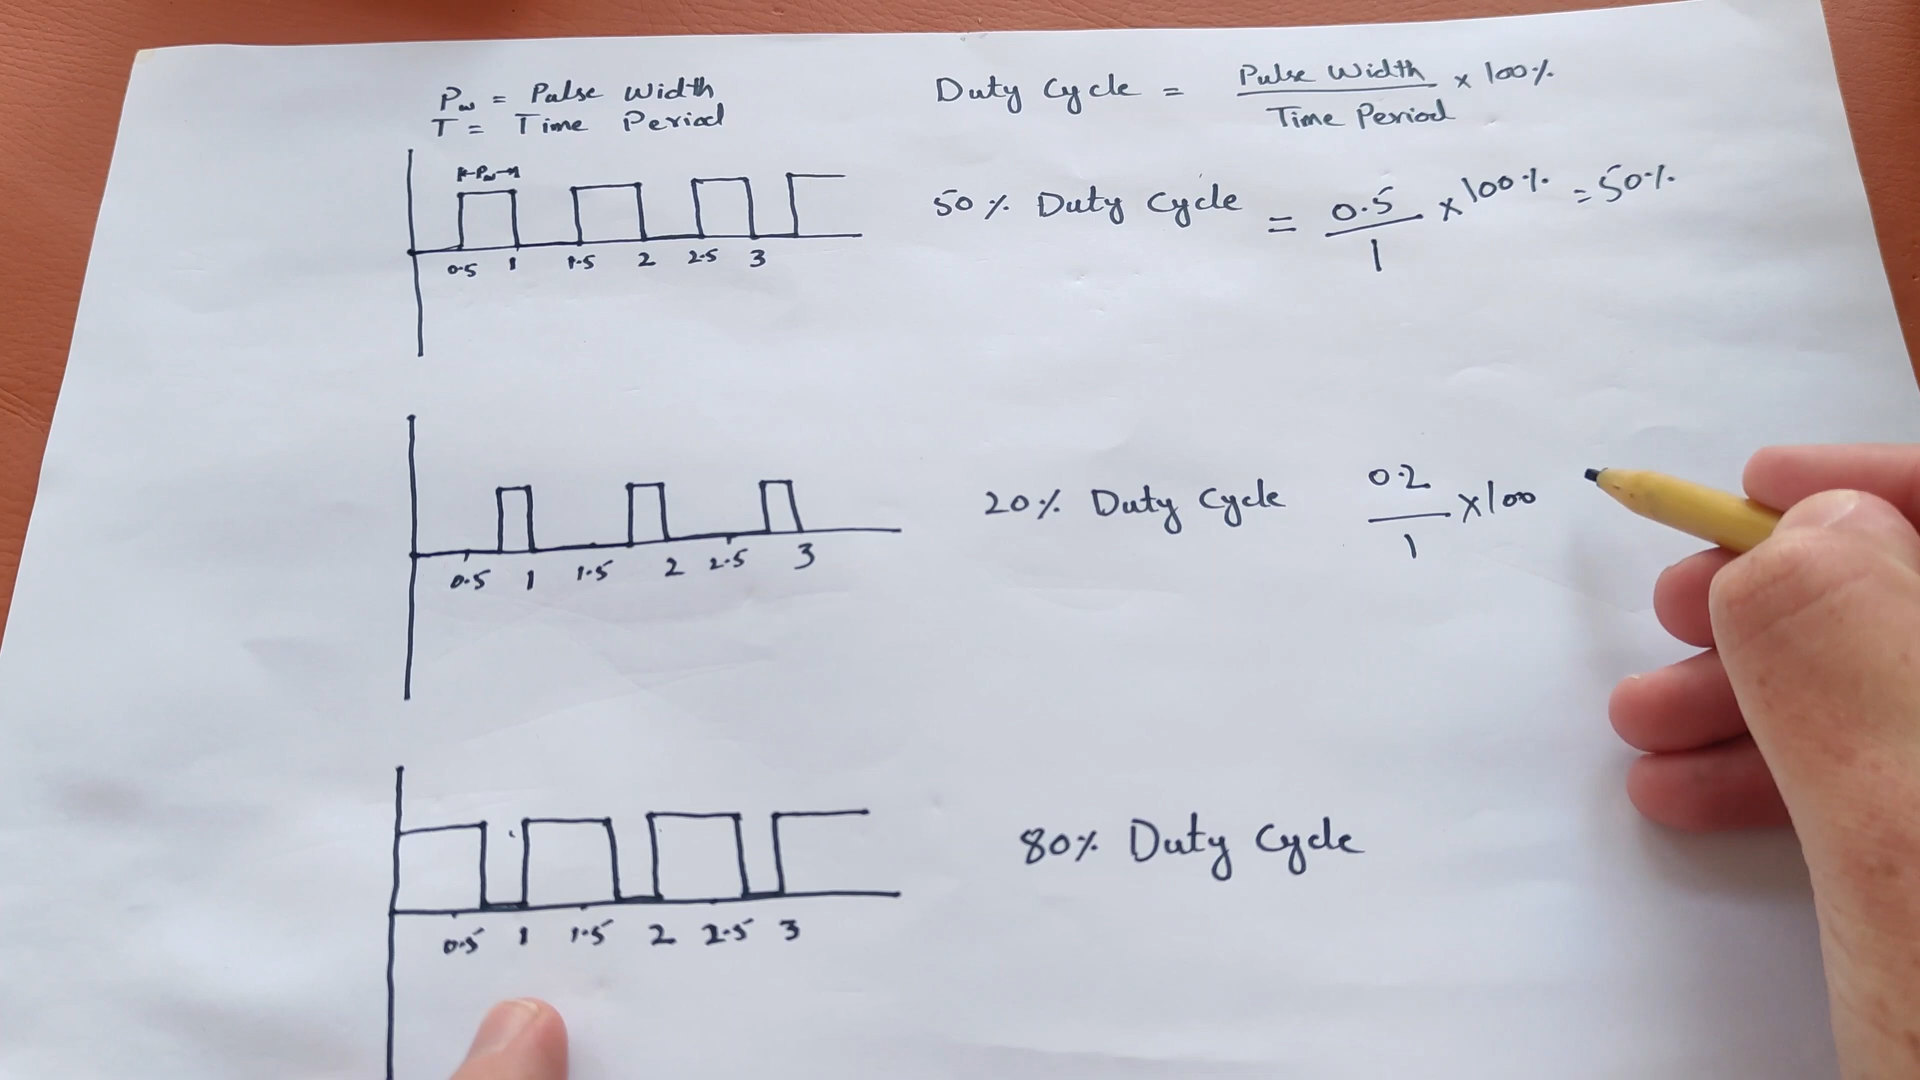 Pw = Pulse Width
T = Time Period
Duty Cycle = Pulse Width / Time Period x 100%
Pw
50% Duty Cycle = 0.5 / 1 x 100% = 50%
0.5 1 1.5 2 2.5 3
20% Duty Cycle 0.2 / 1 x 100
0.5 1 1.5 2 2.5 3
80% Duty Cycle
0.5 1 1.5 2 2.5 3